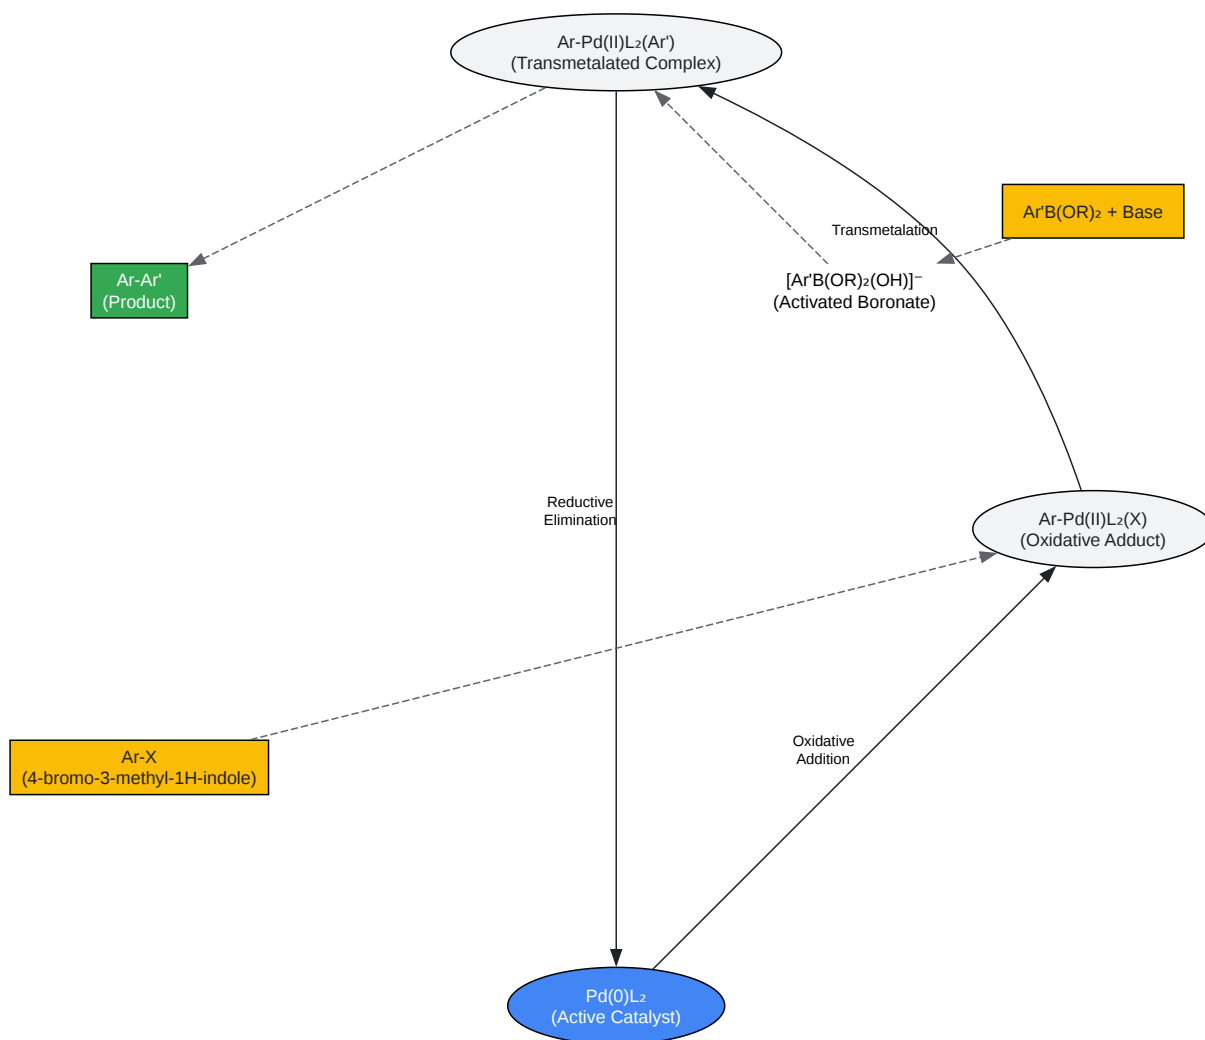 Ar-Pd(II)L₂(Ar')
(Transmetalated Complex)
Ar'B(OR)₂ + Base
Transmetalation
Ar-Ar'
(Product)
[Ar'B(OR)₂(OH)]⁻
(Activated Boronate)
Reductive
Elimination
Ar-Pd(II)L₂(X)
(Oxidative Adduct)
Ar-X
(4-bromo-3-methyl-1H-indole)
Oxidative
Addition
Pd(0)L₂
(Active Catalyst)